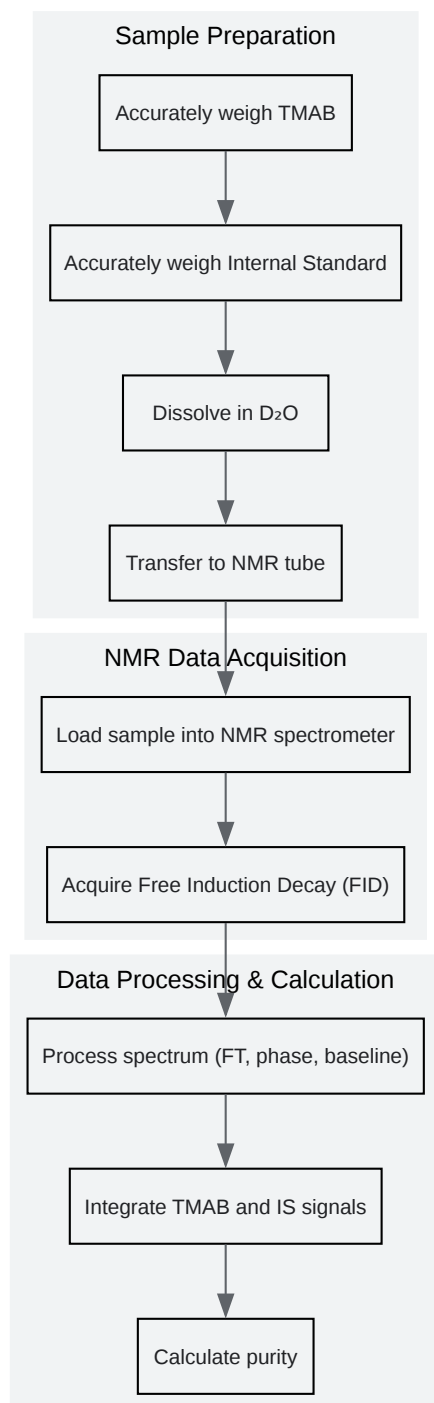 Sample Preparation
Accurately weigh TMAB
Accurately weigh Internal Standard
Dissolve in D₂O
Transfer to NMR tube
NMR Data Acquisition
Load sample into NMR spectrometer
Acquire Free Induction Decay (FID)
Data Processing & Calculation
Process spectrum (FT, phase, baseline)
Integrate TMAB and IS signals
Calculate purity